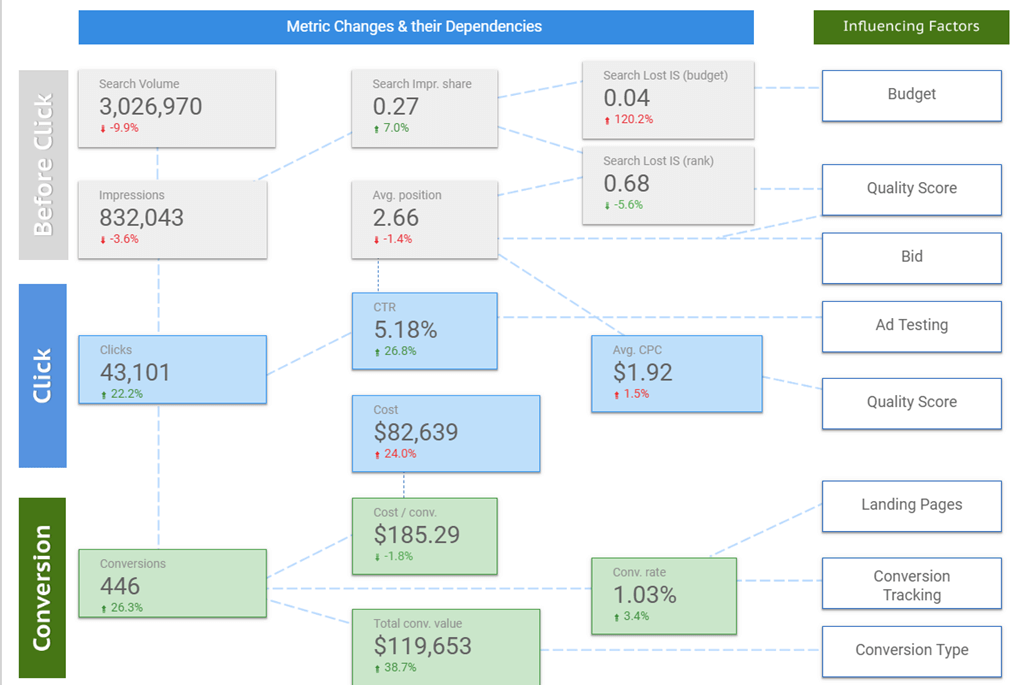 Metric Changes & their Dependencies
Influencing Factors
Before Click
Search Volume
3,026,970
⬇ -9.9%
Search Impr. share
0.27
⬆ 7.0%
Search Lost IS (budget)
0.04
⬆ 120.2%
Budget
Search Lost IS (rank)
0.68
⬇ -5.6%
Quality Score
Impressions
832,043
⬇ -3.6%
Avg. position
2.66
⬇ -1.4%
Bid
Click
CTR
5.18%
⬆ 26.8%
Ad Testing
Clicks
43,101
⬆ 22.2%
Avg. CPC
$1.92
⬆ 1.5%
Quality Score
Cost
$82,639
⬆ 24.0%
Conversion
Cost / conv.
$185.29
⬇ -1.8%
Landing Pages
Conversions
446
⬆ 26.3%
Conv. rate
1.03%
⬆ 3.4%
Conversion
Tracking
Total conv. value
$119,653
⬆ 38.7%
Conversion Type